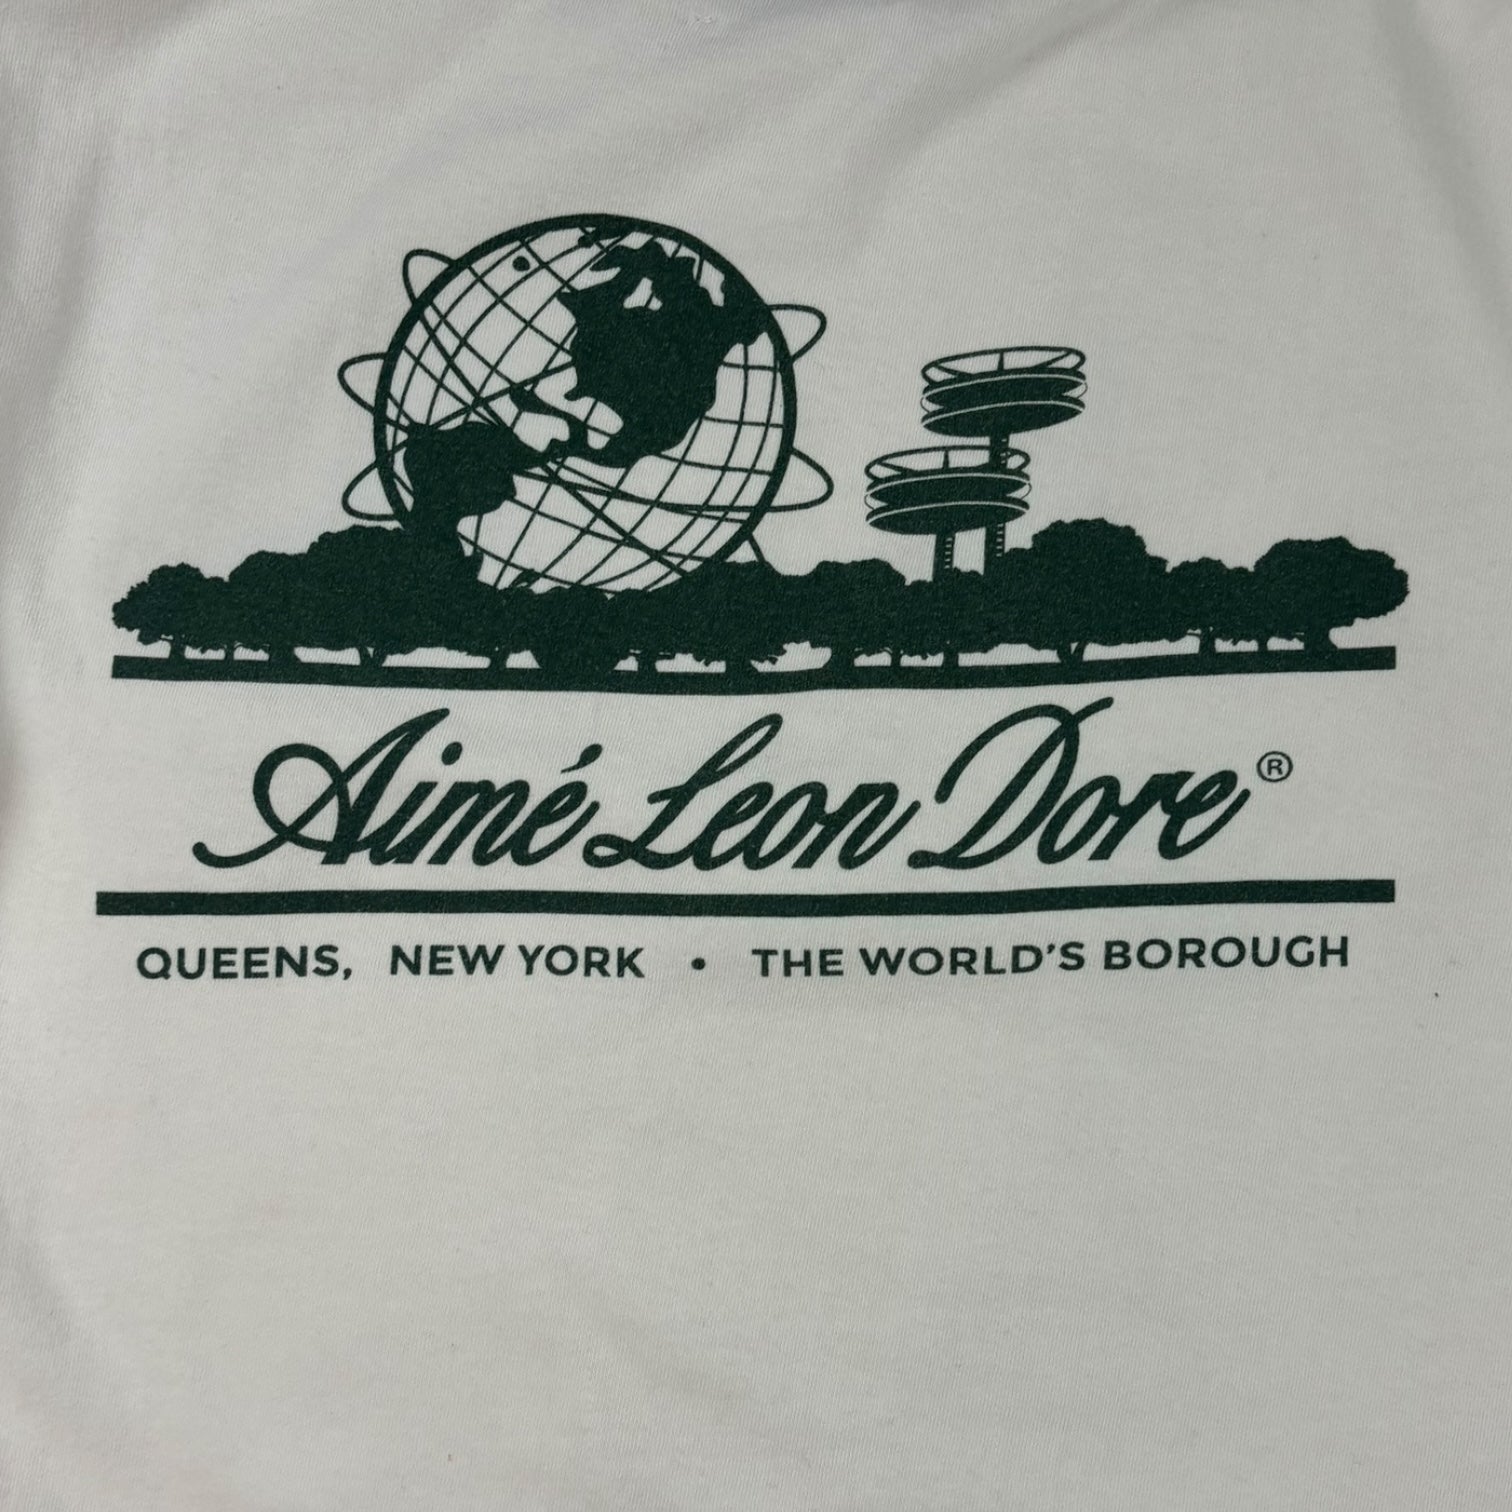 Aimé Leon Dore®
QUEENS, NEW YORK • THE WORLD'S BOROUGH